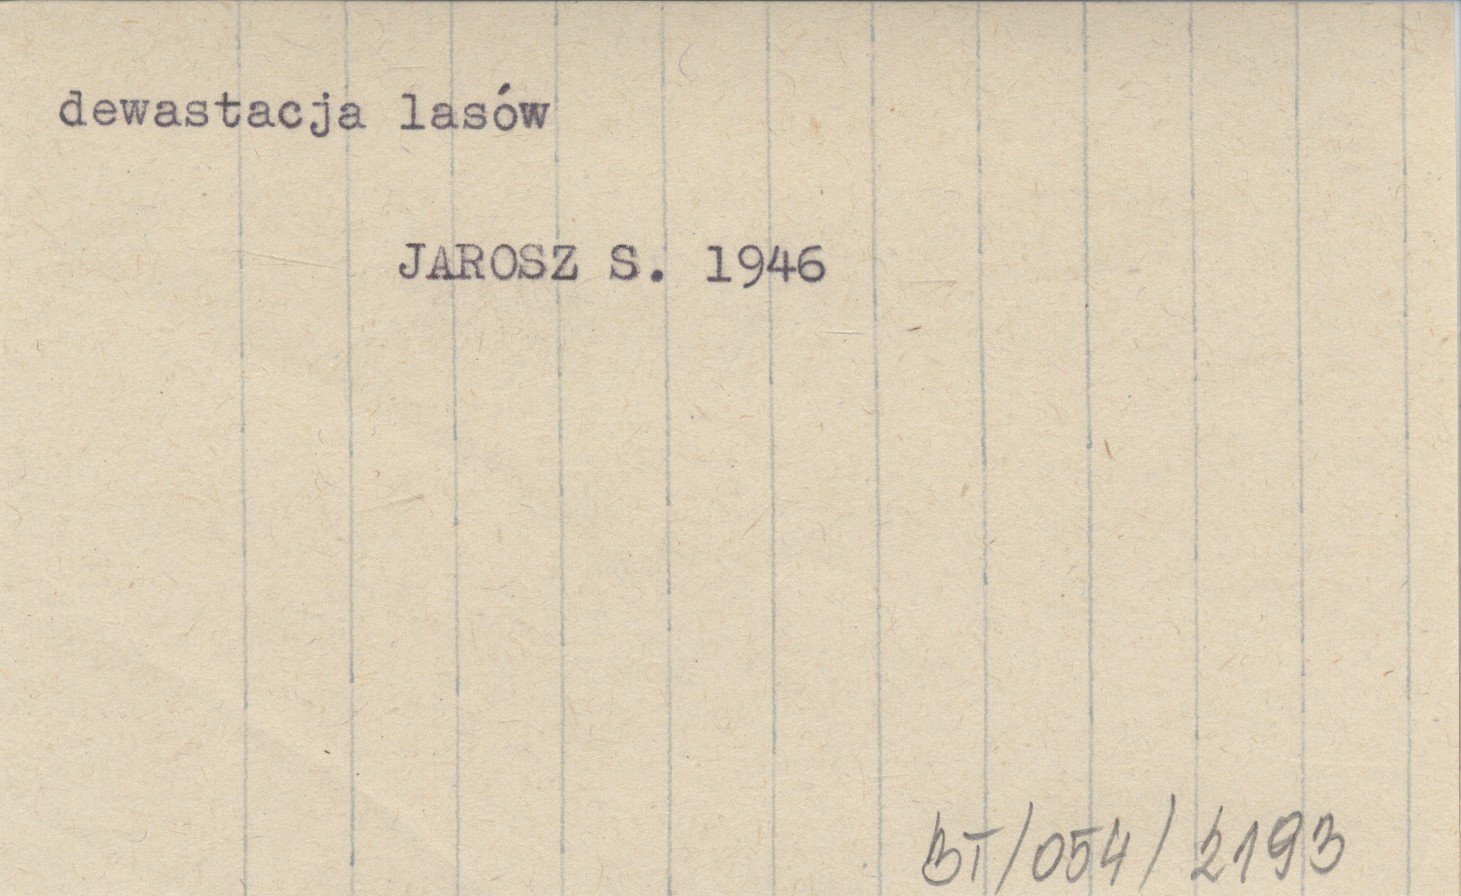 dewastacja lasów
JAROSZ S. 1946
BT/054/2193